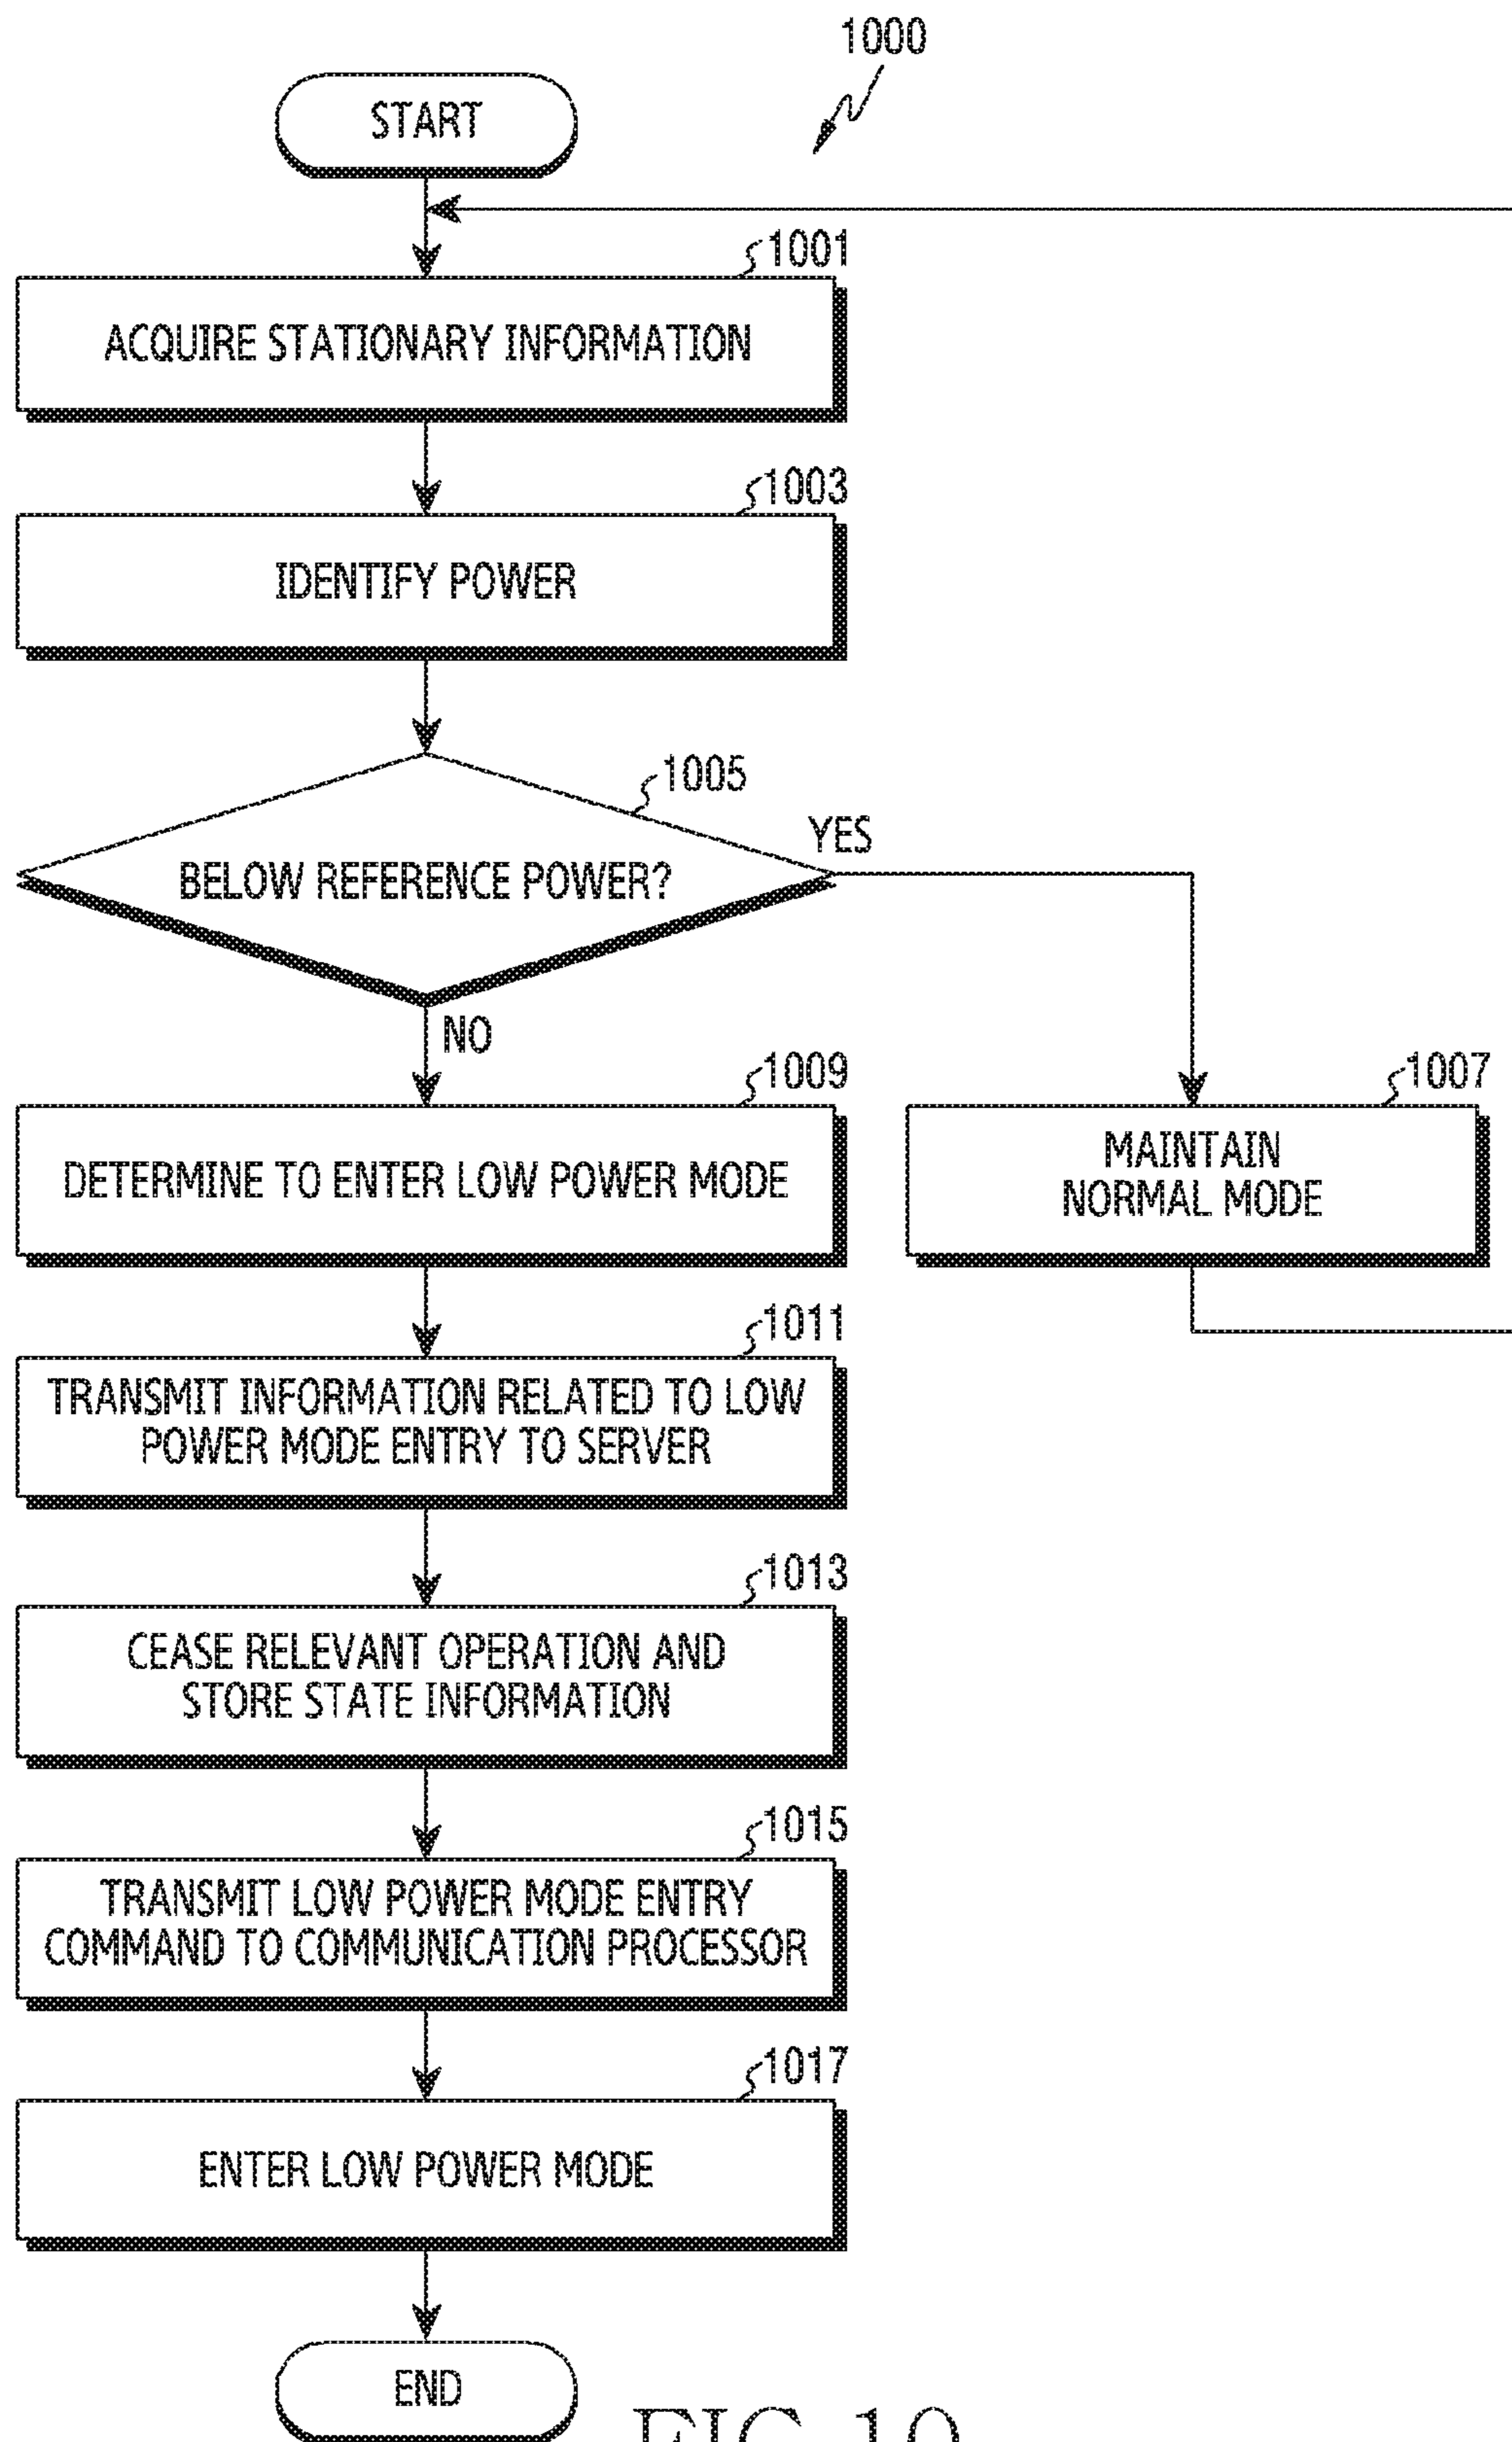 1000
START
1001
ACQUIRE STATIONARY INFORMATION
1003
IDENTIFY POWER
1005
YES
BELOW REFERENCE POWER?
NO
1009
DETERMINE TO ENTER LOW POWER MODE
1007
MAINTAIN
NORMAL MODE
1011
TRANSMIT INFORMATION RELATED TO LOW
POWER MODE ENTRY TO SERVER
1013
CEASE RELEVANT OPERATION AND
STORE STATE INFORMATION
1015
TRANSMIT LOW POWER MODE ENTRY
COMMAND TO COMMUNICATION PROCESSOR
1017
ENTER LOW POWER MODE
END
FIG.10